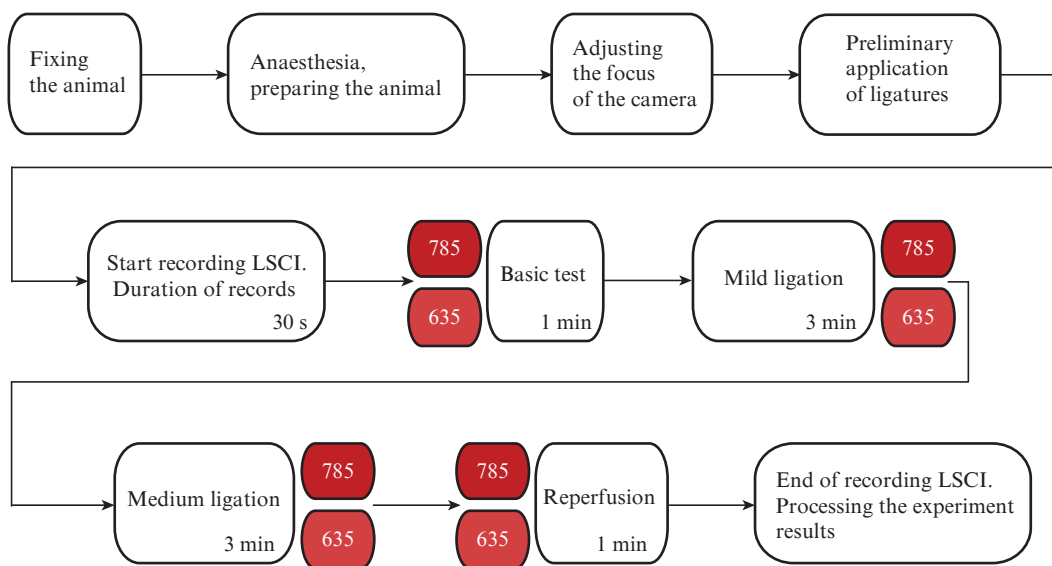 Fixing
the animal
Anaesthesia,
preparing the animal
Adjusting
the focus
of the camera
Preliminary
application
of ligatures
Start recording LSCI.
Duration of records
30 s
785
635
Basic test
1 min
Mild ligation
3 min
785
635
Medium ligation
3 min
785
635
785
635
Reperfusion
1 min
End of recording LSCI.
Processing the experiment
results